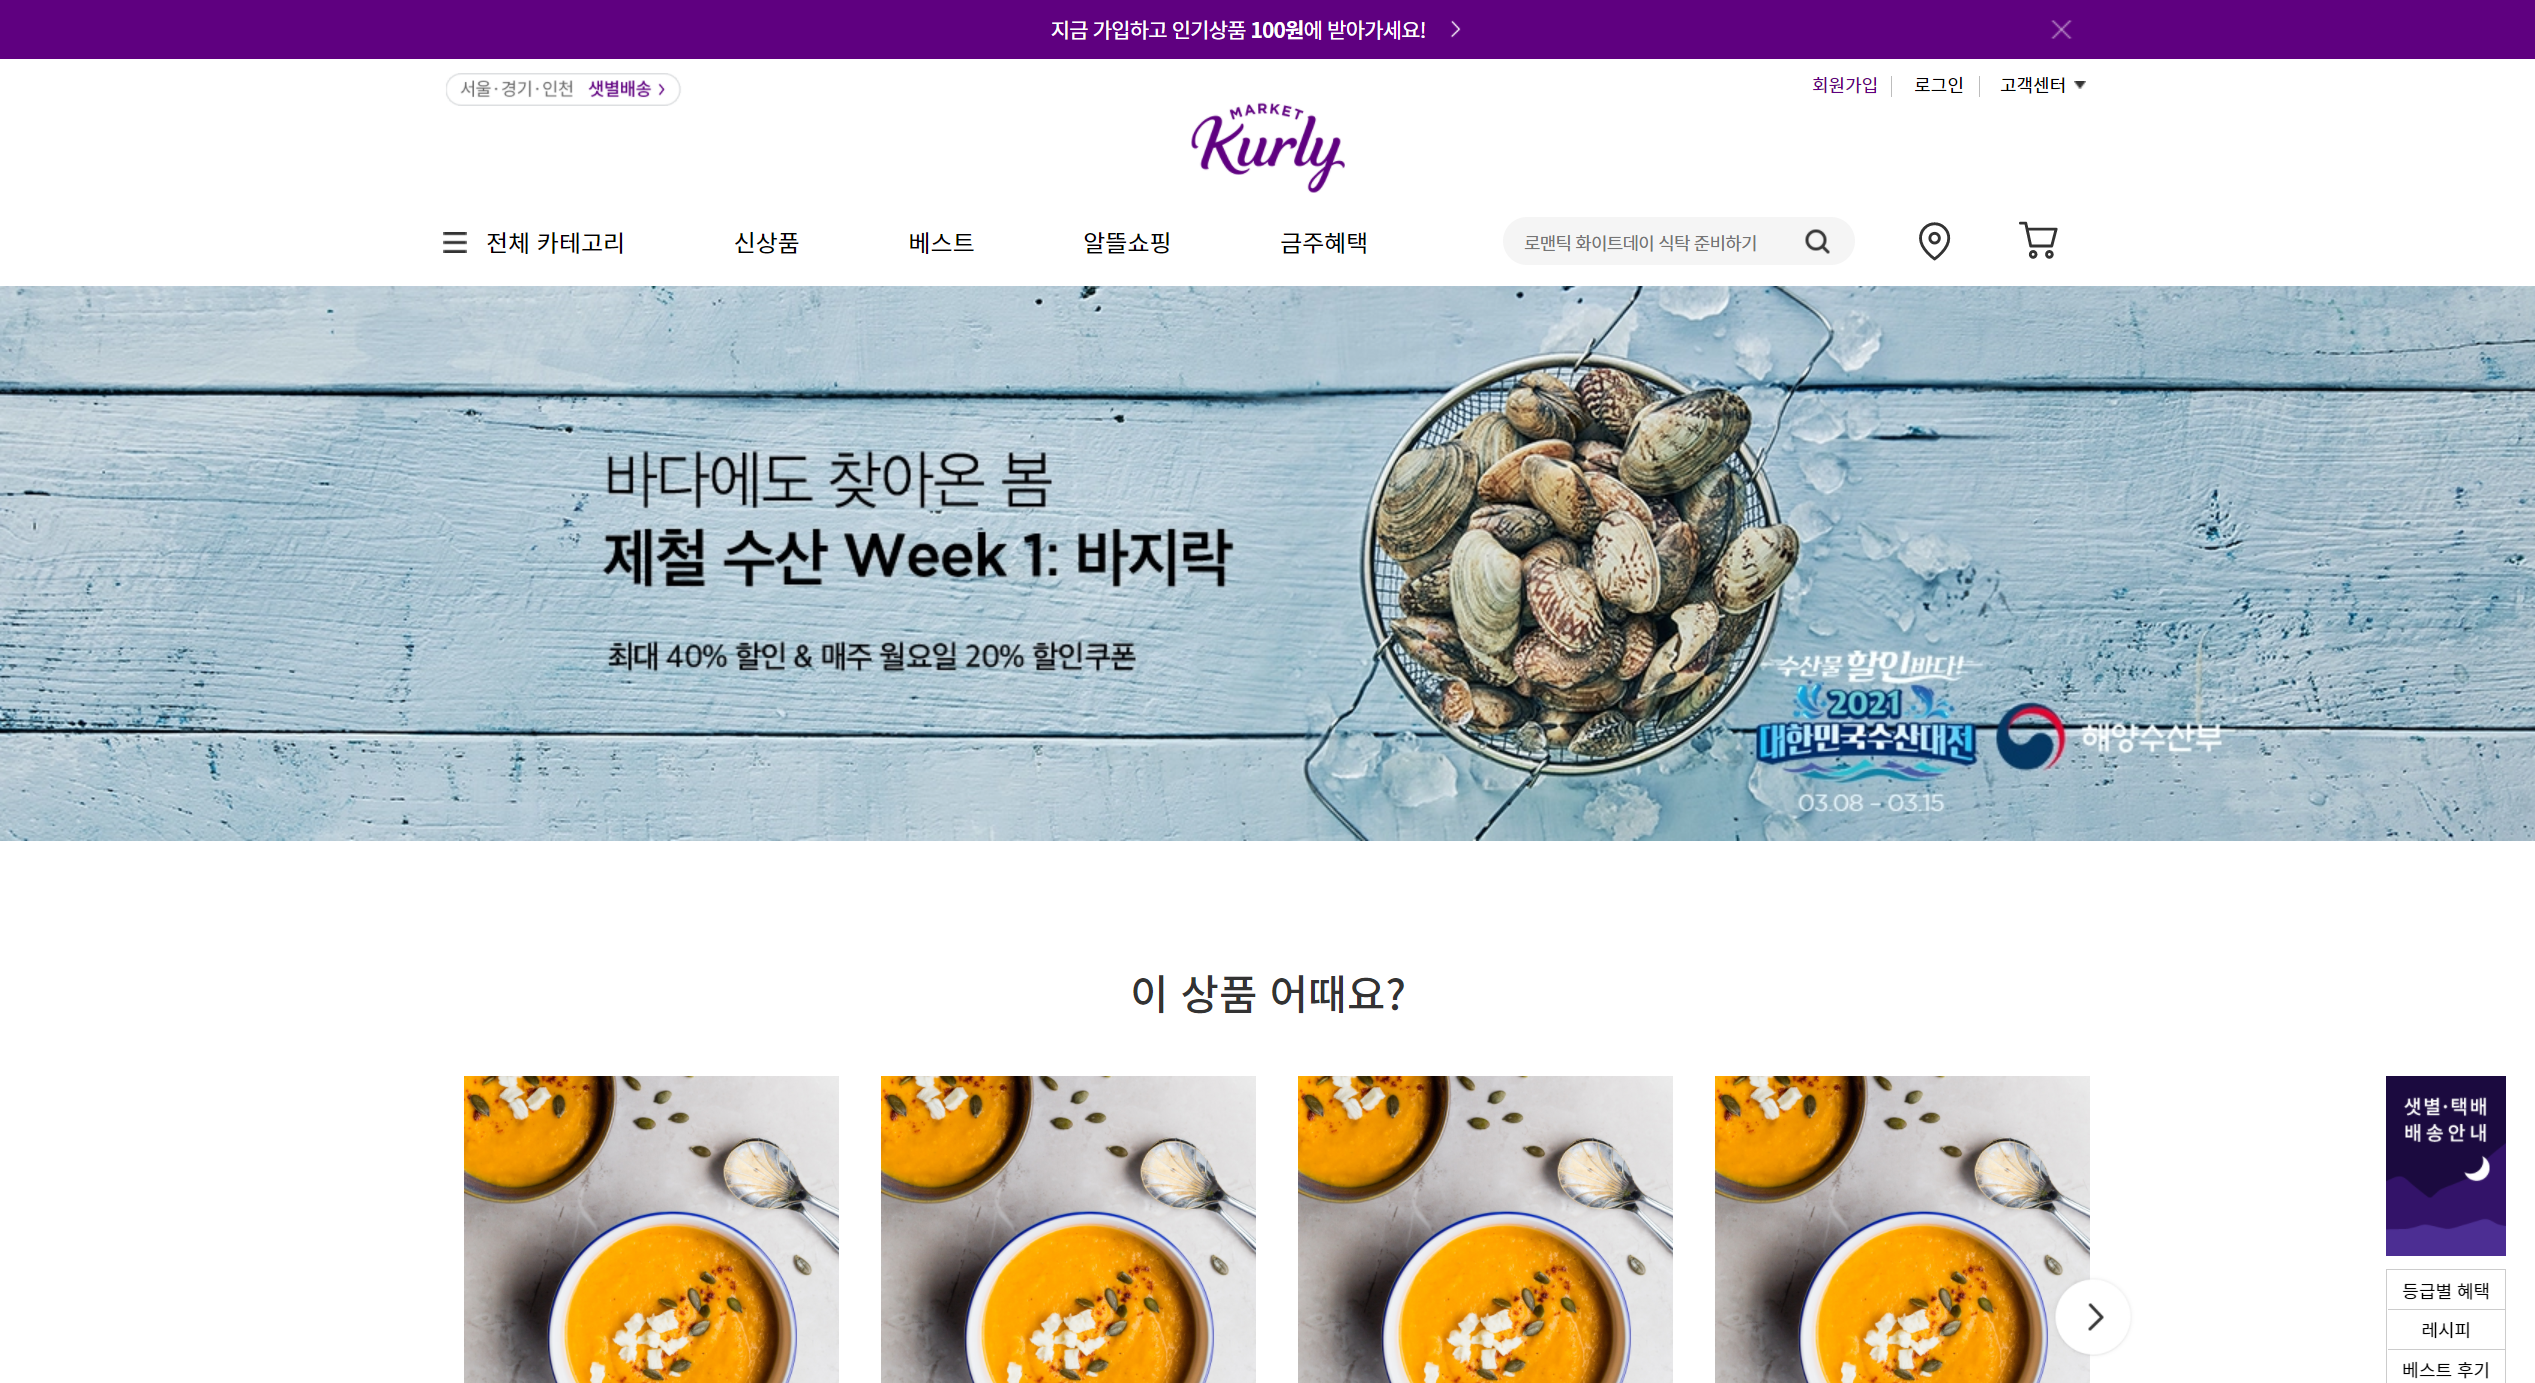 지금 가입하고 인기상품 100원에 받아가세요!
서울·경기·인천 샛별배송
회원가입
로그인
고객센터
MARKET
Kurly
전체 카테고리
신상품
베스트
알뜰쇼핑
금주혜택
로맨틱 화이트데이 식탁 준비하기
바다에도 찾아온 봄
제철 수산 Week 1: 바지락
최대 40% 할인 & 매주 월요일 20% 할인쿠폰
수산물 할인바다!
2021
대한민국수산대전
해양수산부
03.08 - 03.15
이 상품 어때요?
샛별·택배
배송안내
등급별 혜택
레시피
베스트 후기